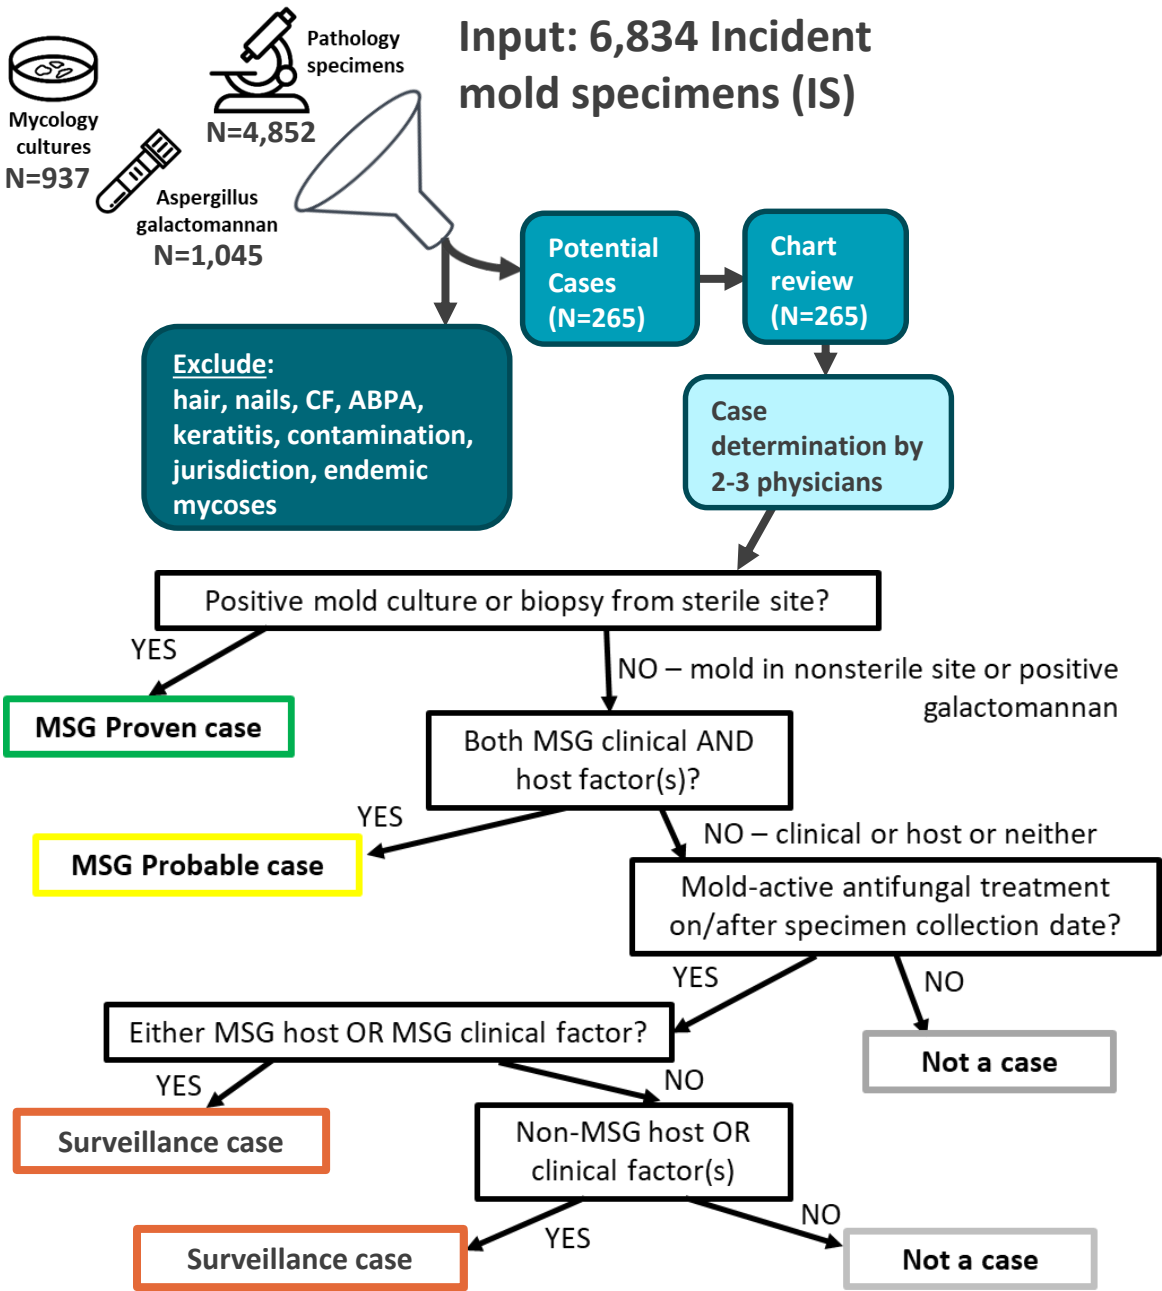 Input: 6,834 Incident
mold specimens (IS)
Pathology
specimens
N=4,852
Mycology
cultures
N=937
Aspergillus
galactomannan
N=1,045
Potential
Cases
(N=265)
Chart
review
(N=265)
Exclude:
hair, nails, CF, ABPA,
keratitis, contamination,
jurisdiction, endemic
mycoses
Case
determination by
2-3 physicians
Positive mold culture or biopsy from sterile site?
YES
NO – mold in nonsterile site or positive
galactomannan
MSG Proven case
Both MSG clinical AND
host factor(s)?
YES
NO – clinical or host or neither
MSG Probable case
Mold-active antifungal treatment
on/after specimen collection date?
YES
NO
Either MSG host OR MSG clinical factor?
Not a case
YES
NO
Surveillance case
Non-MSG host OR
clinical factor(s)
YES
NO
Surveillance case
Not a case